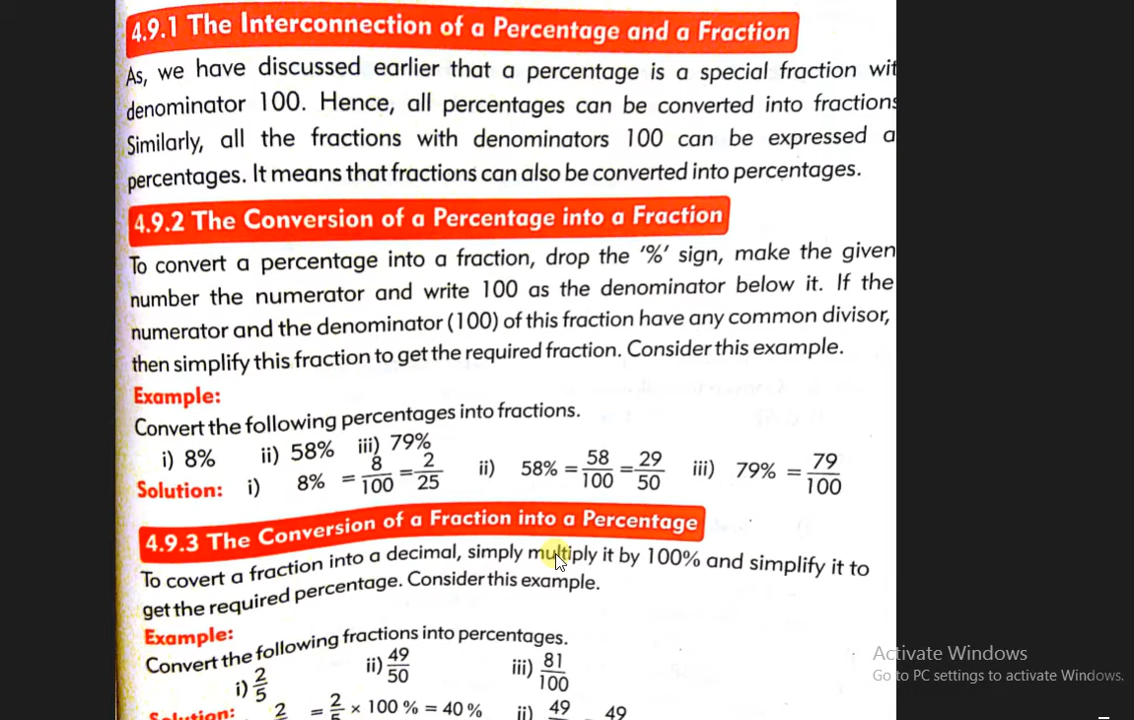 4.9.1 The Interconnection of a Percentage and a Fraction
As, we have discussed earlier that a percentage is a special fraction wit
denominator 100. Hence, all percentages can be converted into fractions
Similarly, all the fractions with denominators 100 can be expressed a
percentages. It means that fractions can also be converted into percentages.
4.9.2 The Conversion of a Percentage into a Fraction
To convert a percentage into a fraction, drop the '%' sign, make the given
number the numerator and write 100 as the denominator below it. If the
numerator and the denominator (100) of this fraction have any common divisor,
then simplify this fraction to get the required fraction. Consider this example.
Example:
Convert the following percentages into fractions.
i) 8% ii) 58% iii) 79%
Solution: i) 8% = 8/100 = 2/25 ii) 58% = 58/100 = 29/50 iii) 79% = 79/100
4.9.3 The Conversion of a Fraction into a Percentage
To covert a fraction into a decimal, simply multiply it by 100% and simplify it to
get the required percentage. Consider this example.
Example:
Convert the following fractions into percentages.
i) 2/5 ii) 49/50 iii) 81/100
Solution: 2 = 2/5 × 100 % = 40 % ii) 49 49
Activate Windows
Go to PC settings to activate Windows.